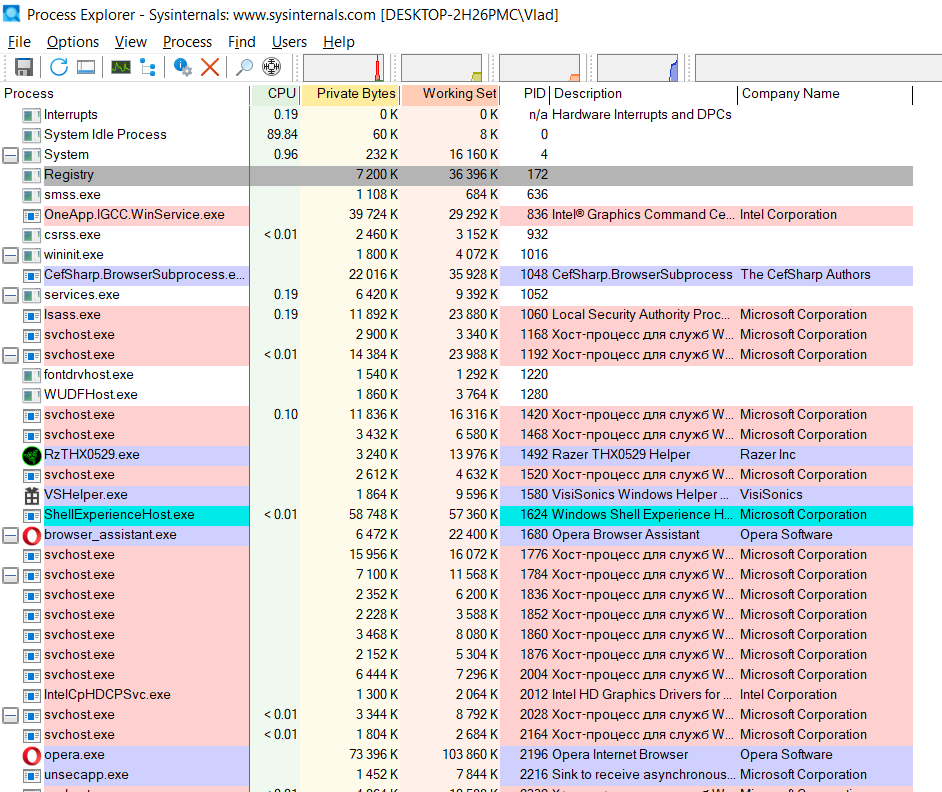 Process Explorer - Sysinternals: www.sysinternals.com [DESKTOP-2H26PMC\Vlad]
File Options View Process Find Users Help
Process CPU Private Bytes Working Set PID Description Company Name
Interrupts 0.19 0 K 0 K n/a Hardware Interrupts and DPCs
System Idle Process 89.84 60 K 8 K 0
System 0.96 232 K 16 160 K 4
Registry 7 200 K 36 396 K 172
smss.exe 1 108 K 684 K 636
OneApp.IGCC.WinService.exe 39 724 K 29 292 K 836 Intel® Graphics Command Ce... Intel Corporation
csrss.exe < 0.01 2 460 K 3 152 K 932
wininit.exe 1 800 K 4 072 K 1016
CefSharp.BrowserSubprocess.e... 22 016 K 35 928 K 1048 CefSharp.BrowserSubprocess The CefSharp Authors
services.exe 0.19 6 420 K 9 392 K 1052
lsass.exe 0.19 11 892 K 23 880 K 1060 Local Security Authority Proc... Microsoft Corporation
svchost.exe 2 900 K 3 340 K 1168 Хост-процесс для служб W... Microsoft Corporation
svchost.exe < 0.01 14 384 K 23 988 K 1192 Хост-процесс для служб W... Microsoft Corporation
fontdrvhost.exe 1 540 K 1 292 K 1220
WUDFHost.exe 1 860 K 3 764 K 1280
svchost.exe 0.10 11 836 K 16 316 K 1420 Хост-процесс для служб W... Microsoft Corporation
svchost.exe 3 432 K 6 580 K 1468 Хост-процесс для служб W... Microsoft Corporation
RzTHX0529.exe 3 240 K 13 976 K 1492 Razer THX0529 Helper Razer Inc
svchost.exe 2 612 K 4 632 K 1520 Хост-процесс для служб W... Microsoft Corporation
VSHelper.exe 1 864 K 9 596 K 1580 VisiSonics Windows Helper ... VisiSonics
ShellExperienceHost.exe < 0.01 58 748 K 57 360 K 1624 Windows Shell Experience H... Microsoft Corporation
browser_assistant.exe 6 472 K 22 400 K 1680 Opera Browser Assistant Opera Software
svchost.exe 15 956 K 16 072 K 1776 Хост-процесс для служб W... Microsoft Corporation
svchost.exe 7 100 K 11 568 K 1784 Хост-процесс для служб W... Microsoft Corporation
svchost.exe 2 352 K 6 200 K 1836 Хост-процесс для служб W... Microsoft Corporation
svchost.exe 2 228 K 3 588 K 1852 Хост-процесс для служб W... Microsoft Corporation
svchost.exe 3 468 K 8 080 K 1860 Хост-процесс для служб W... Microsoft Corporation
svchost.exe 2 152 K 5 304 K 1876 Хост-процесс для служб W... Microsoft Corporation
svchost.exe 6 444 K 7 296 K 2004 Хост-процесс для служб W... Microsoft Corporation
IntelCpHDCPSvc.exe 1 300 K 2 064 K 2012 Intel HD Graphics Drivers for ... Intel Corporation
svchost.exe < 0.01 3 344 K 8 792 K 2028 Хост-процесс для служб W... Microsoft Corporation
svchost.exe < 0.01 1 804 K 2 684 K 2164 Хост-процесс для служб W... Microsoft Corporation
opera.exe 73 396 K 103 860 K 2196 Opera Internet Browser Opera Software
unsecapp.exe 1 452 K 7 844 K 2216 Sink to receive asynchronous... Microsoft Corporation